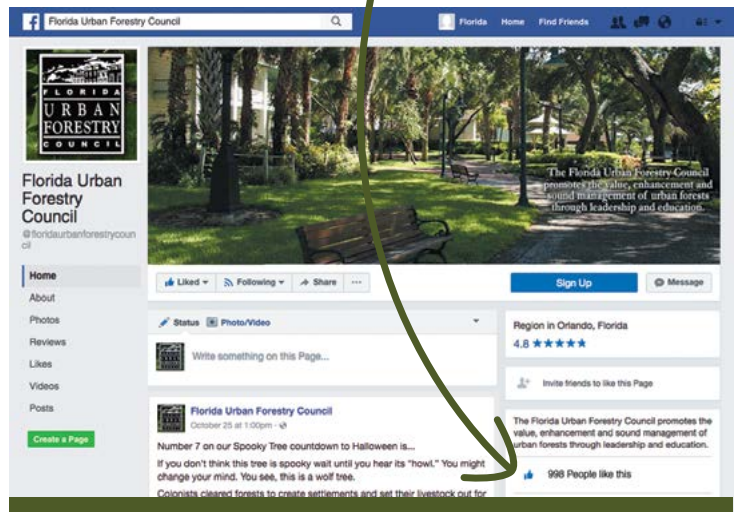 Florida Urban Forestry Council
Florida
Home
Find Friends
FLORIDA
URBAN
FORESTRY
COUNCIL
The Florida Urban Forestry Council
promotes the value, enhancement and
sound management of urban forests
through leadership and education.
Florida Urban
Forestry
Council
@floridaurbanforestrycoun
cil
Home
About
Photos
Reviews
Likes
Videos
Posts
Create a Page
Liked
Following
Share
Sign Up
Message
Status
Photo/Video
Write something on this Page...
Florida Urban Forestry Council
October 25 at 1:00pm
Number 7 on our Spooky Tree countdown to Halloween is...
If you don't think this tree is spooky wait until you hear its "howl." You might
change your mind. You see, this is a wolf tree.
Colonists cleared forests to create settlements and set their livestock out for
Region in Orlando, Florida
4.8 ★★★★★
Invite friends to like this Page
The Florida Urban Forestry Council promotes the
value, enhancement and sound management of
urban forests through leadership and education.
998 People like this